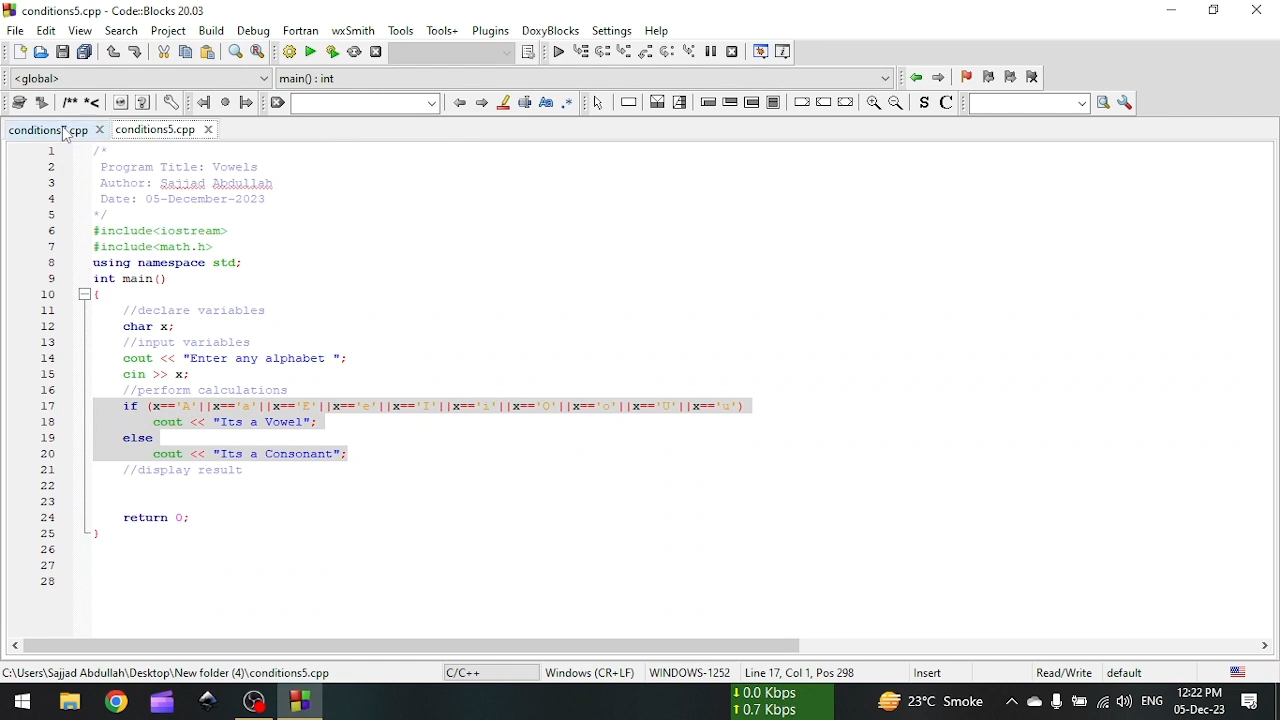 conditions5.cpp - Code::Blocks 20.03
File Edit View Search Project Build Debug Fortran wxSmith Tools Tools+ Plugins DoxyBlocks Settings Help
<global> main() : int
/** *<
S C
.cpp conditions5.cpp
1 /*
2 Program Title: Vowels
3 Author: Sajjad Abdullah
4 Date: 05-December-2023
5 */
6 #include<iostream>
7 #include<math.h>
8 using namespace std;
9 int main()
10 {
11 //declare variables
12 char x;
13 //input variables
14 cout << "Enter any alphabet ";
15 cin >> x;
16 //perform calculations
17 if (x=='A'||x=='a'||x=='E'||x=='e'||x=='I'||x=='i'||x=='O'||x=='o'||x=='U'||x=='u')
18 cout << "Its a Vowel";
19 else
20 cout << "Its a Consonant";
21 //display result
22
23
24 return 0;
25 }
26
27
28
C:\Users\Sajjad Abdullah\Desktop\New folder (4)\conditions5.cpp C/C++ Windows (CR+LF) WINDOWS-1252 Line 17, Col 1, Pos 298 Insert Read/Write default
↓ 0.0 Kbps
↑ 0.7 Kbps
23°C Smoke
ENG
12:22 PM
05-Dec-23